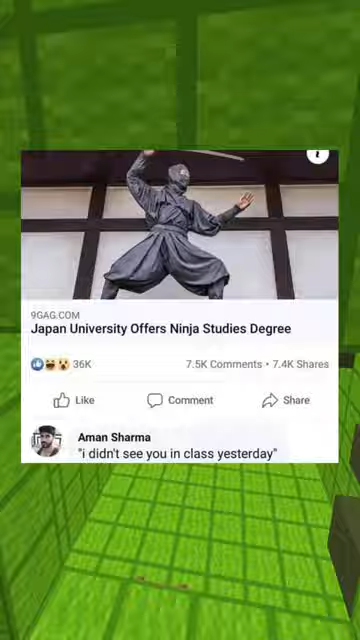 9GAG.COM
Japan University Offers Ninja Studies Degree
36K
7.5K Comments • 7.4K Shares
Like
Comment
Share
Aman Sharma
"i didn't see you in class yesterday"